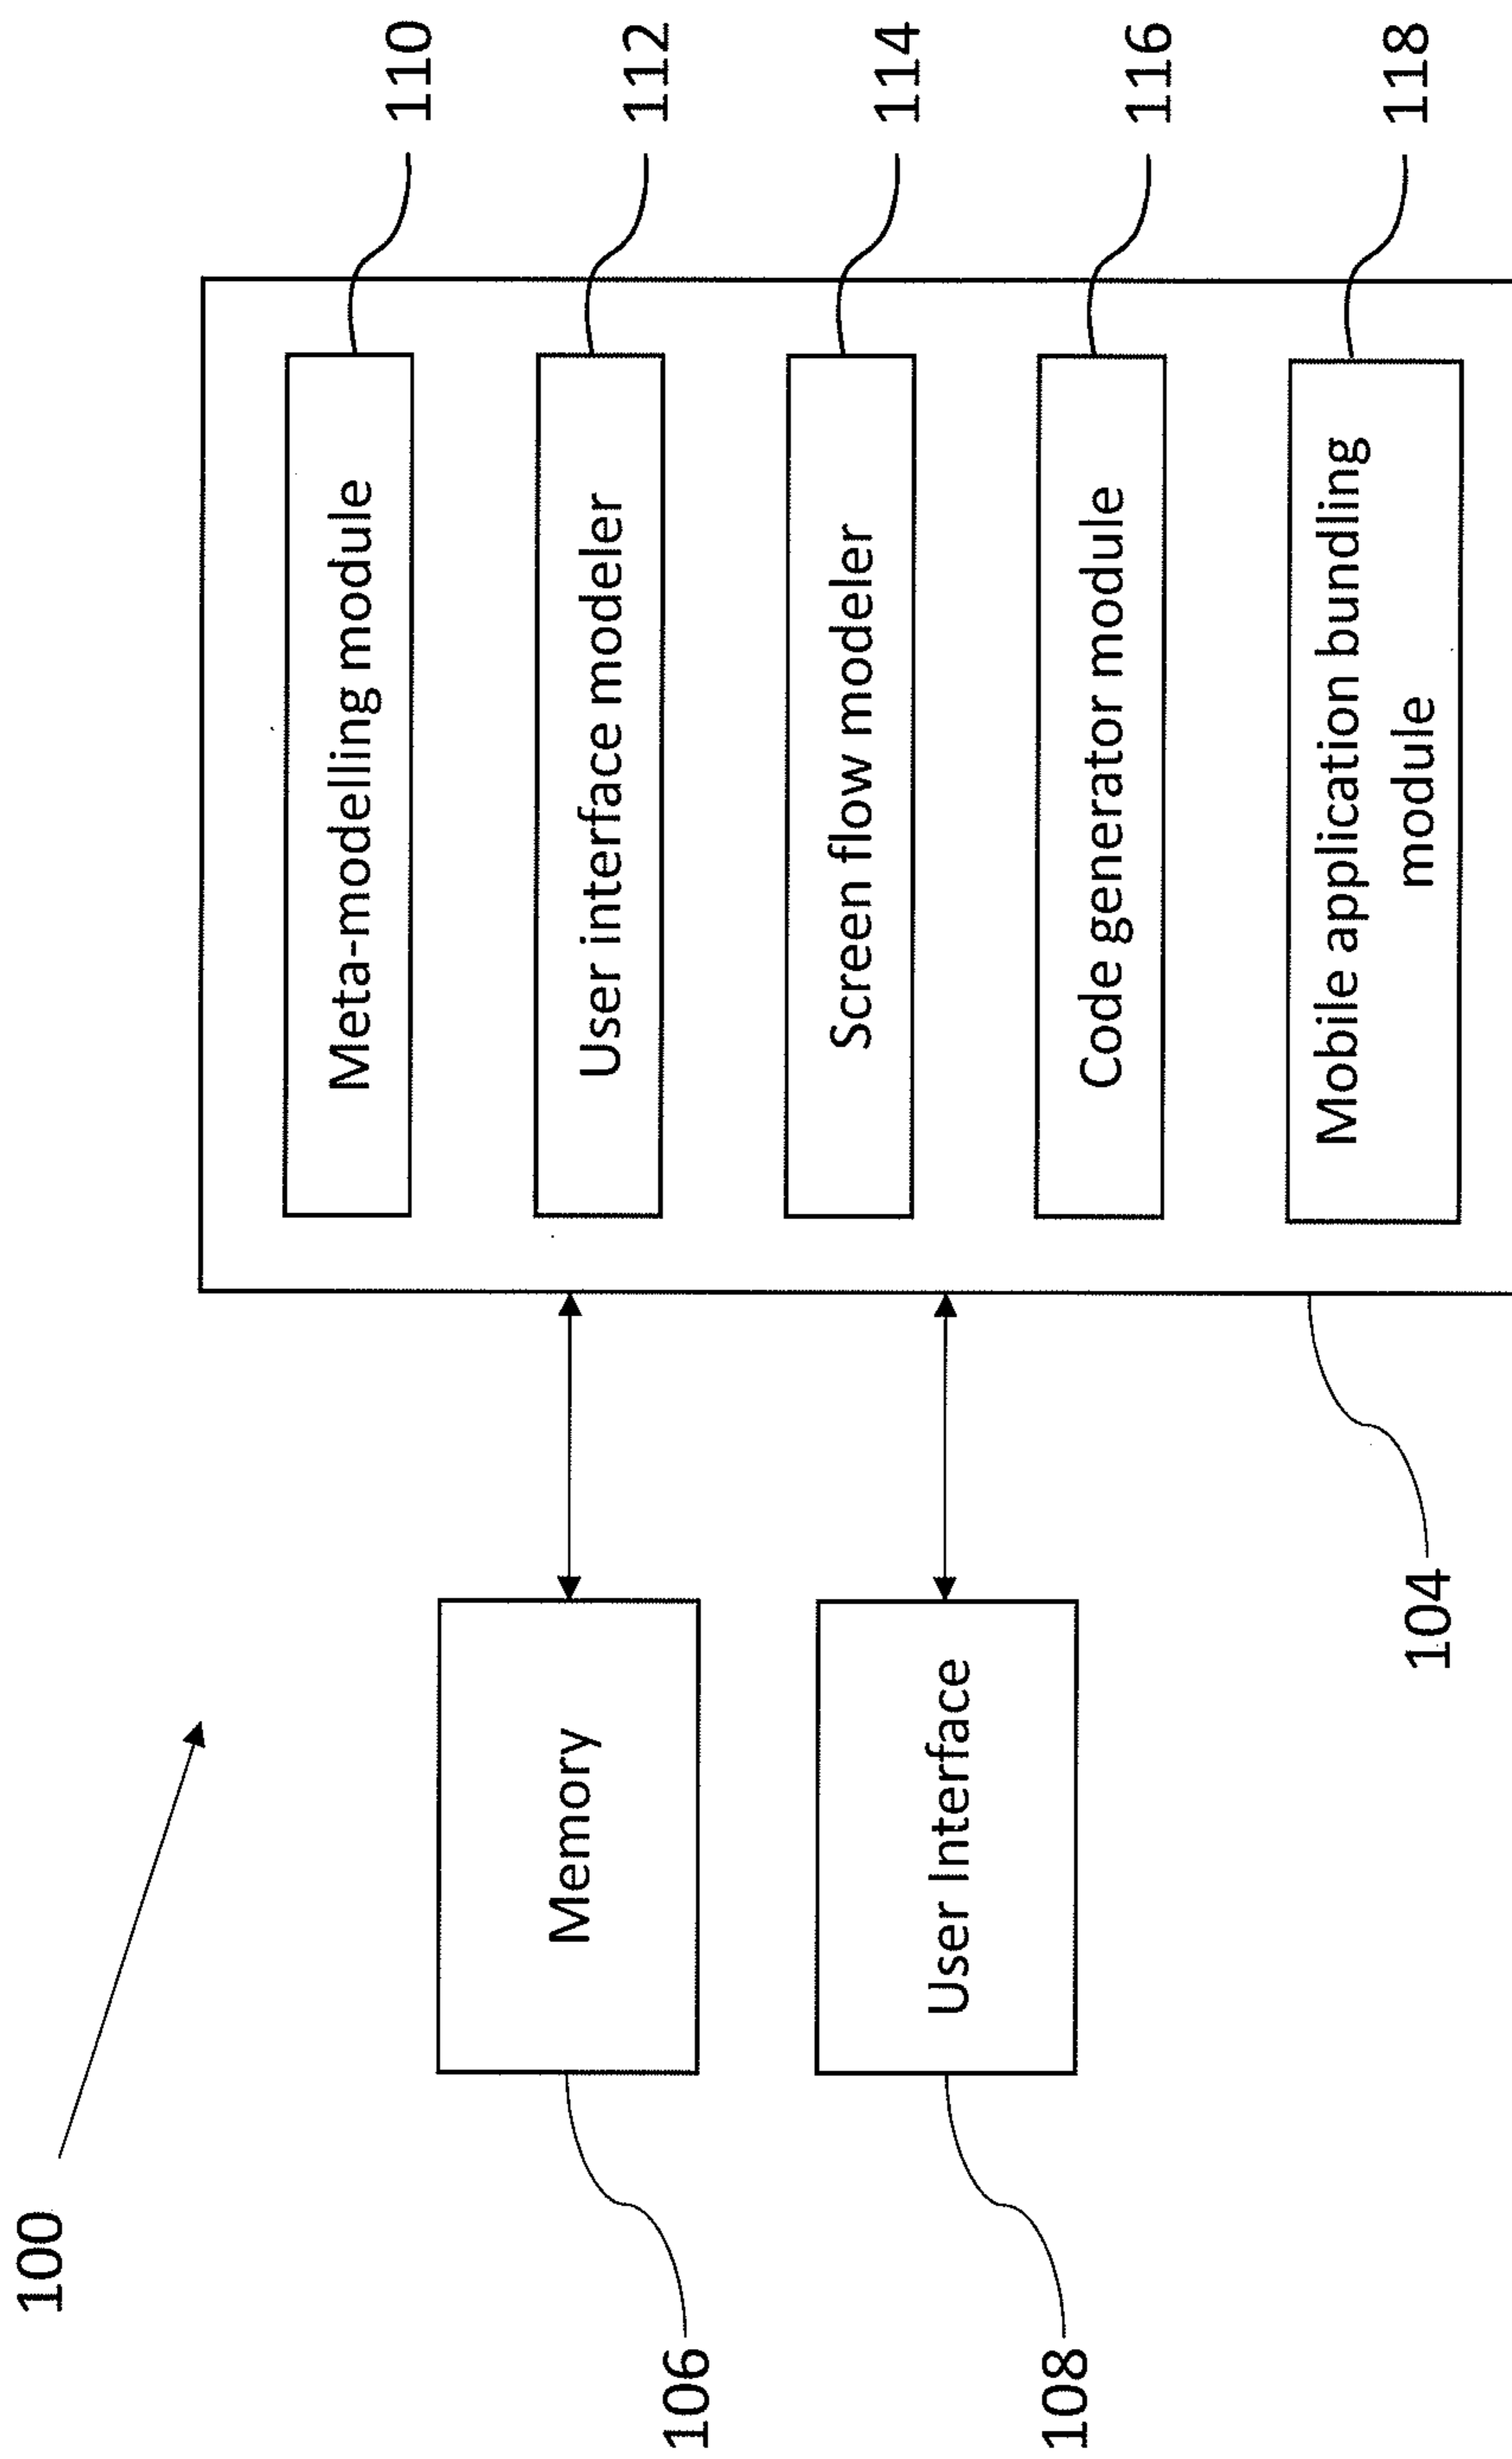 100
106
Memory
108
User Interface
104
Meta-modelling module
110
User interface modeler
112
Screen flow modeler
114
Code generator module
116
Mobile application bundling
module
118